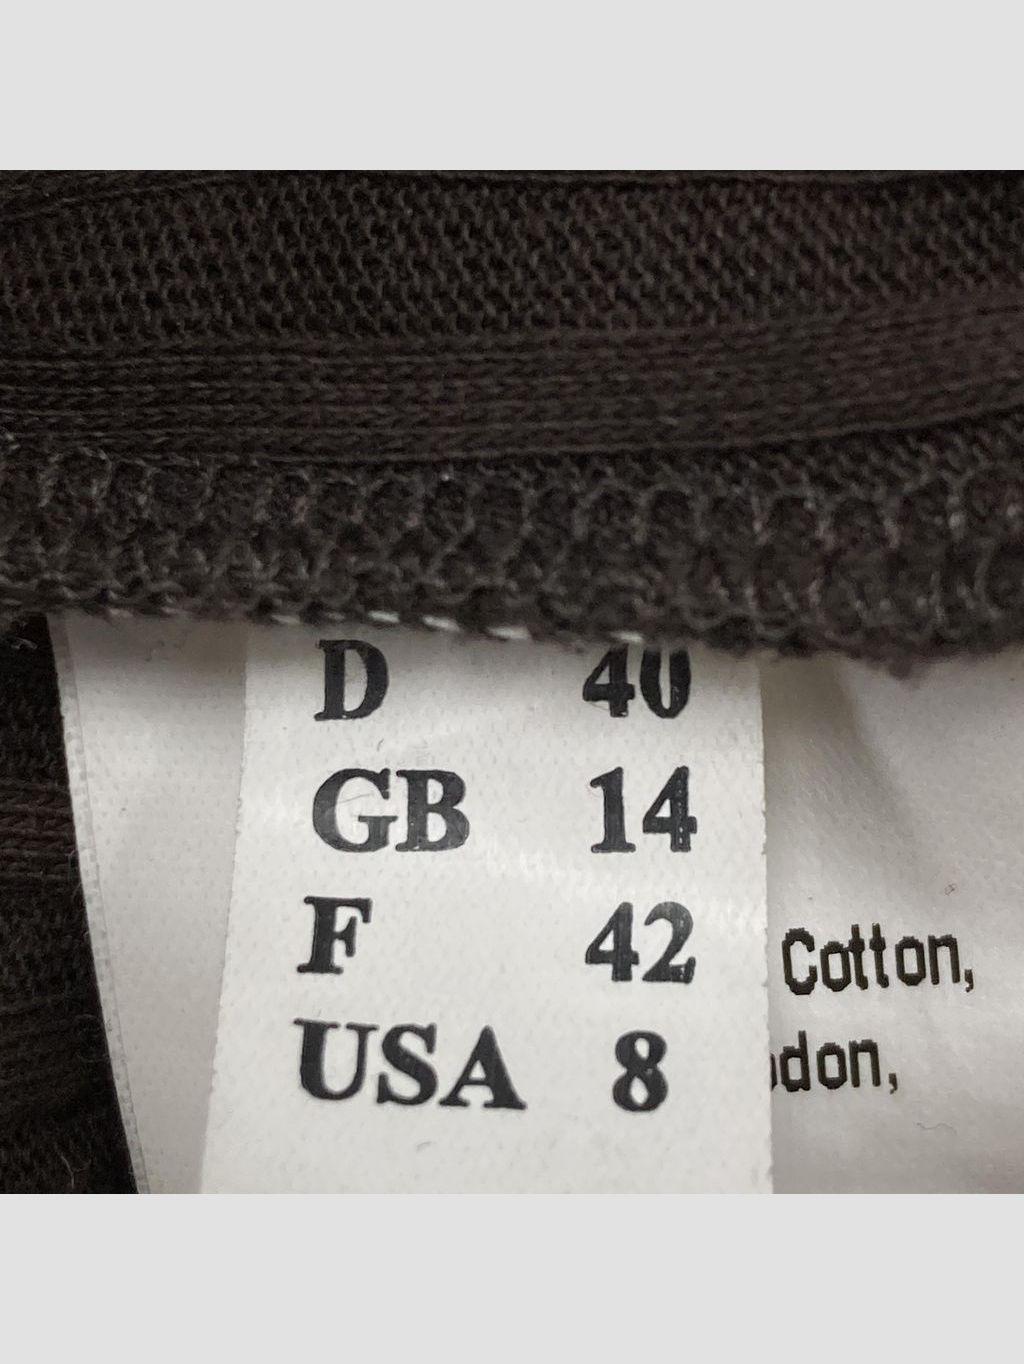 D 40
GB 14
F 42
USA 8
Cotton,